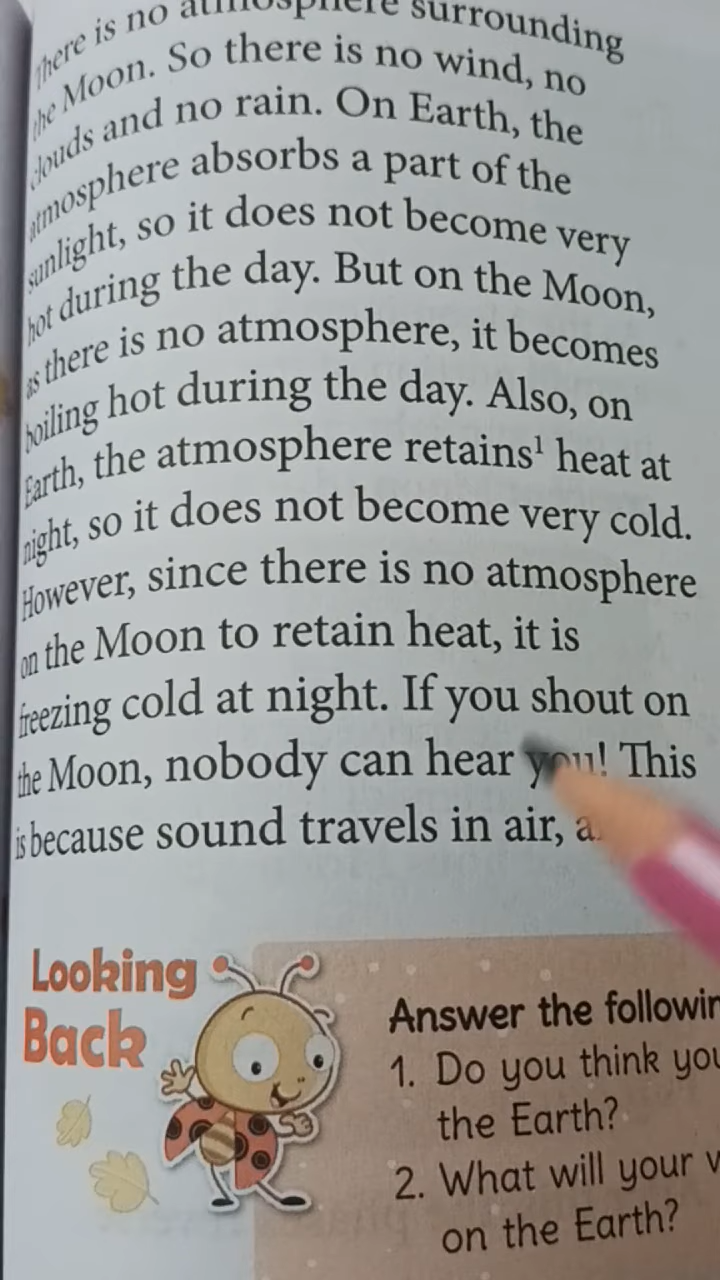 There is no atmosphere surrounding
the Moon. So there is no wind, no
clouds and no rain. On Earth, the
atmosphere absorbs a part of the
sunlight, so it does not become very
hot during the day. But on the Moon,
as there is no atmosphere, it becomes
boiling hot during the day. Also, on
Earth, the atmosphere retains¹ heat at
night, so it does not become very cold.
However, since there is no atmosphere
on the Moon to retain heat, it is
freezing cold at night. If you shout on
the Moon, nobody can hear you! This
is because sound travels in air,
Looking
Back
Answer the
1. Do you think
the Earth?
2. What will your
on the Earth?